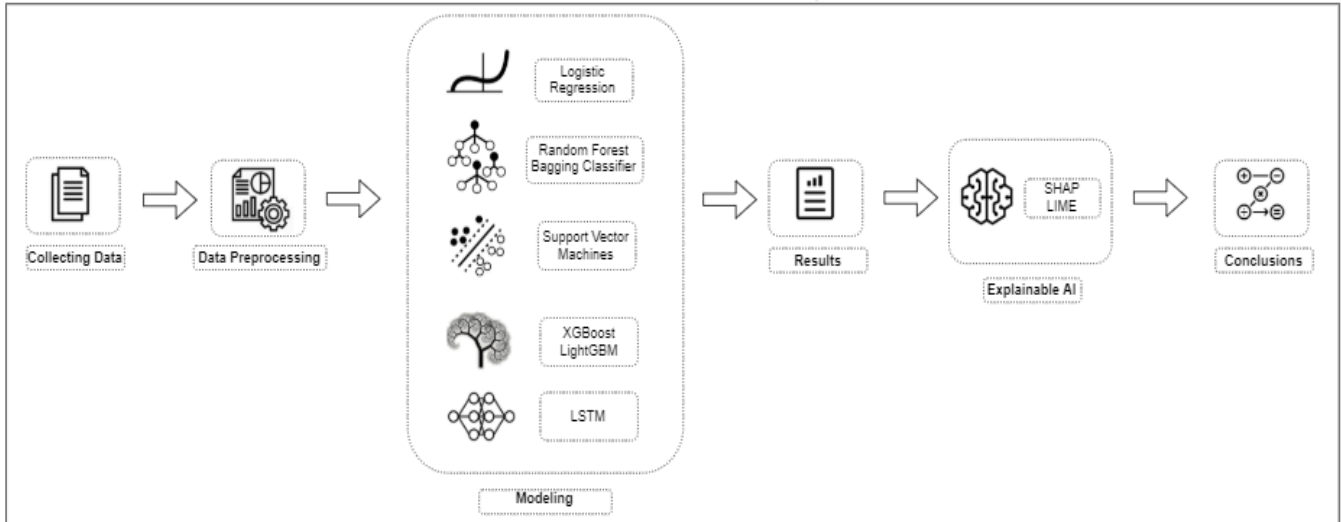 Collecting Data
Data Preprocessing
Logistic
Regression
Random Forest
Bagging Classifier
Support Vector
Machines
XGBoost
LightGBM
LSTM
Modeling
Results
SHAP
LIME
Explainable AI
Conclusions